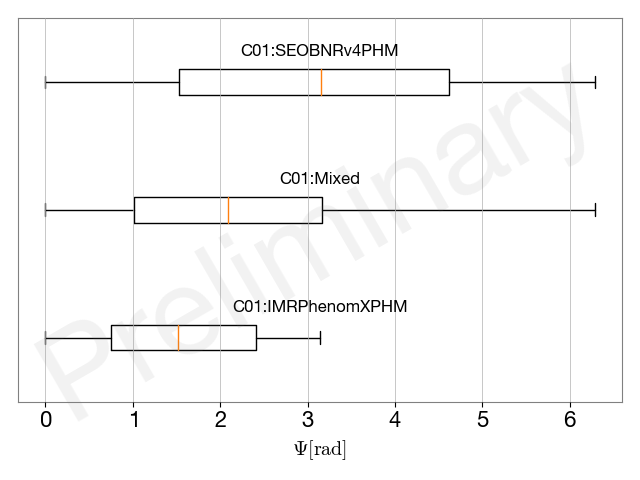 C01:SEOBNRv4PHM
C01:Mixed
C01:IMRPhenomXPHM
Preliminary
0 1 2 3 4 5 6
Ψ[rad]